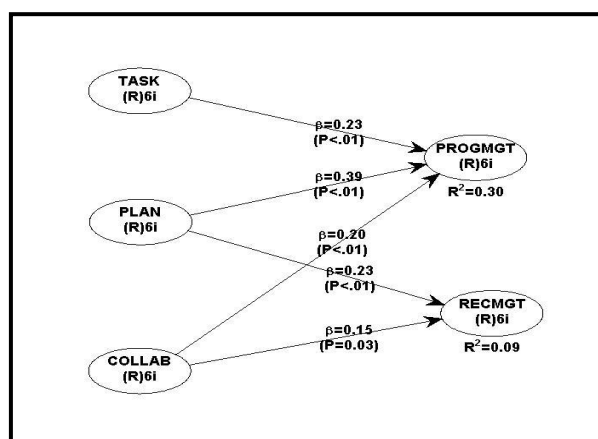 TASK
(R)6i
β=0.23
(P<.01)
PROGMGT
(R)6i
R²=0.30
β=0.39
(P<.01)
PLAN
(R)6i
β=0.20
(P<.01)
β=0.23
(P<.01)
RECMGT
(R)6i
R²=0.09
β=0.15
(P=0.03)
COLLAB
(R)6i